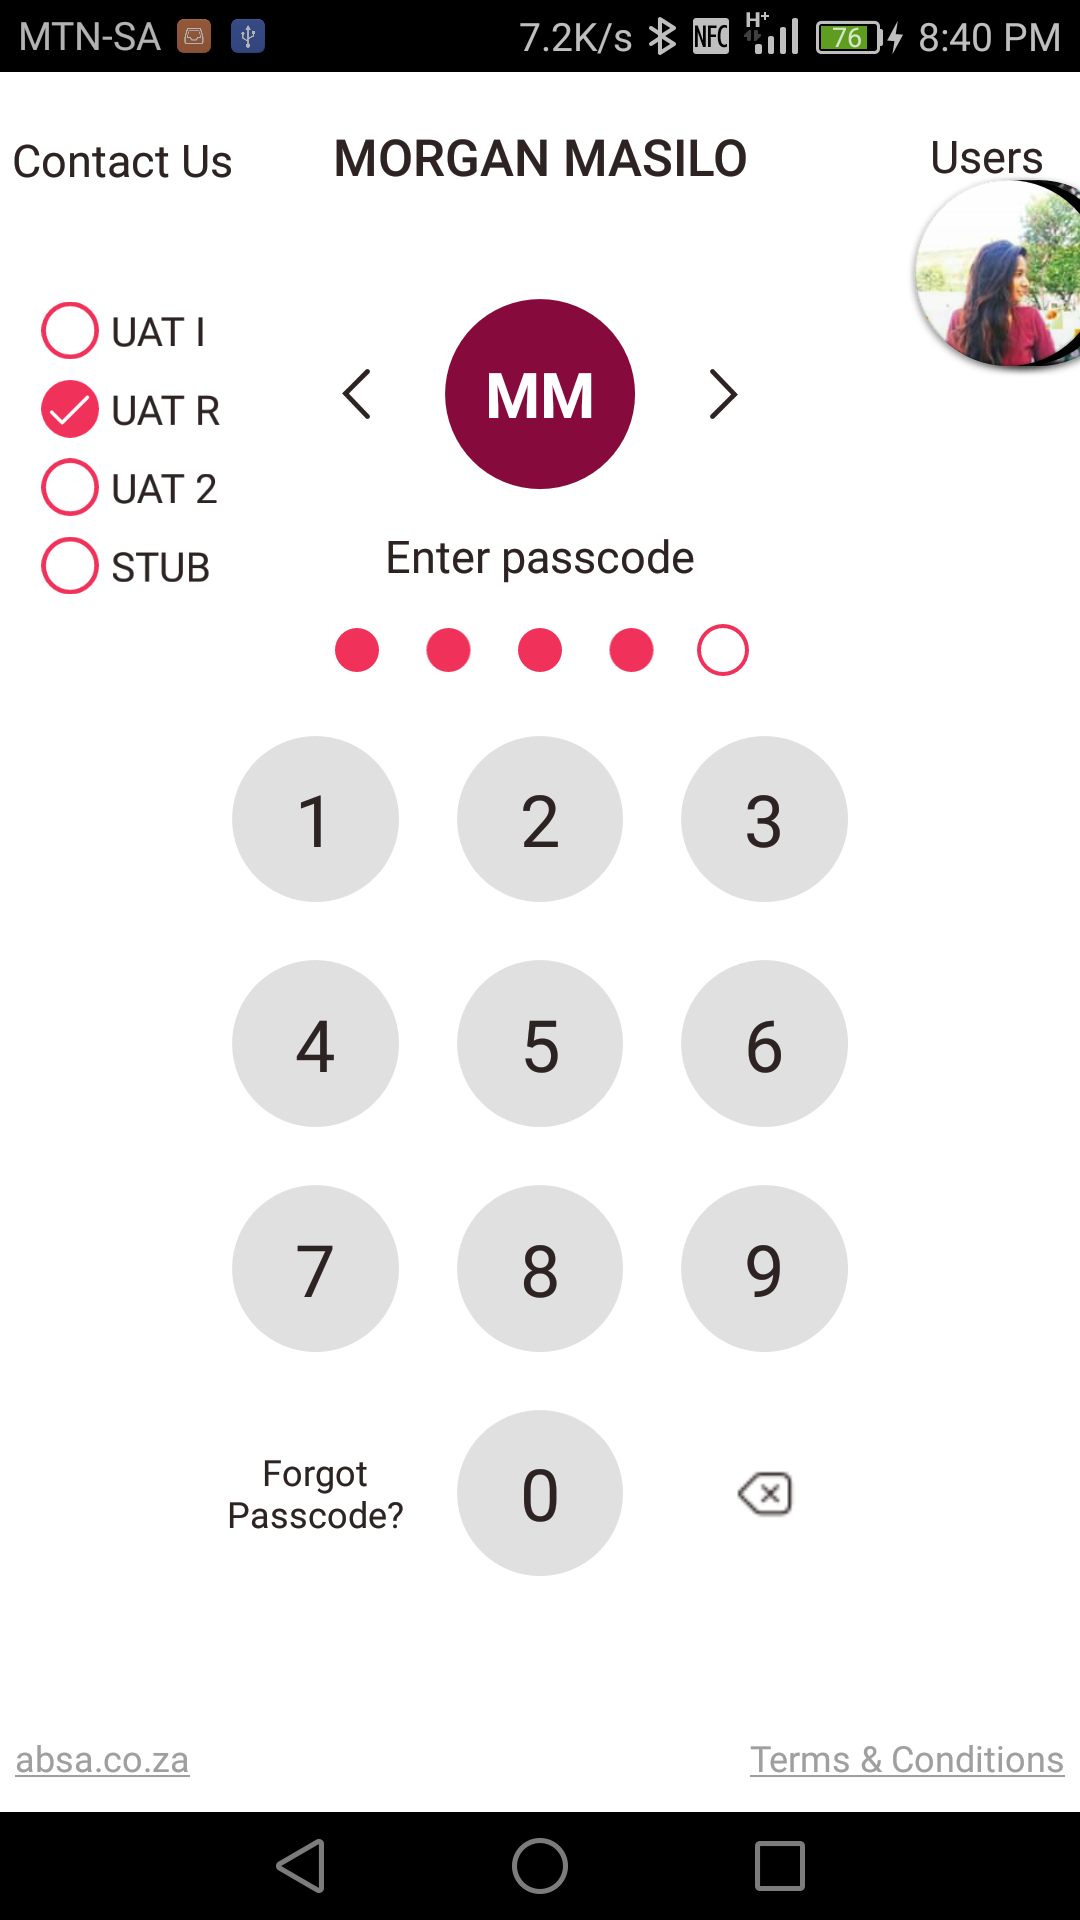 MTN-SA 7.2K/s NFC H+ 76 8:40 PM
Contact Us MORGAN MASILO Users
UAT I
UAT R
UAT 2
STUB
MM
Enter passcode
1 2 3
4 5 6
7 8 9
Forgot
Passcode?
0
absa.co.za Terms & Conditions